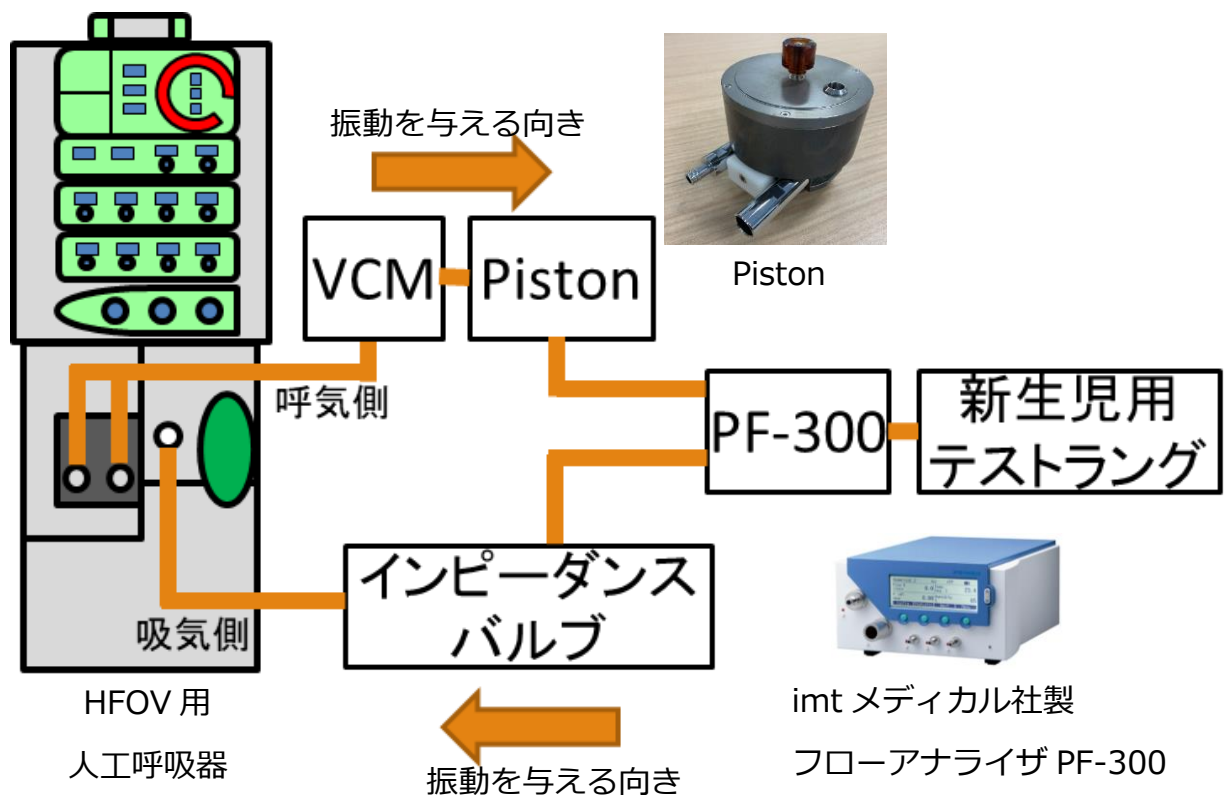 振動を与える向き
Piston
VCM
Piston
呼気側
PF-300
新生児用
テストラング
インピーダンス
バルブ
吸気側
HFOV 用
人工呼吸器
振動を与える向き
imt メディカル社製
フローアナライザ PF-300